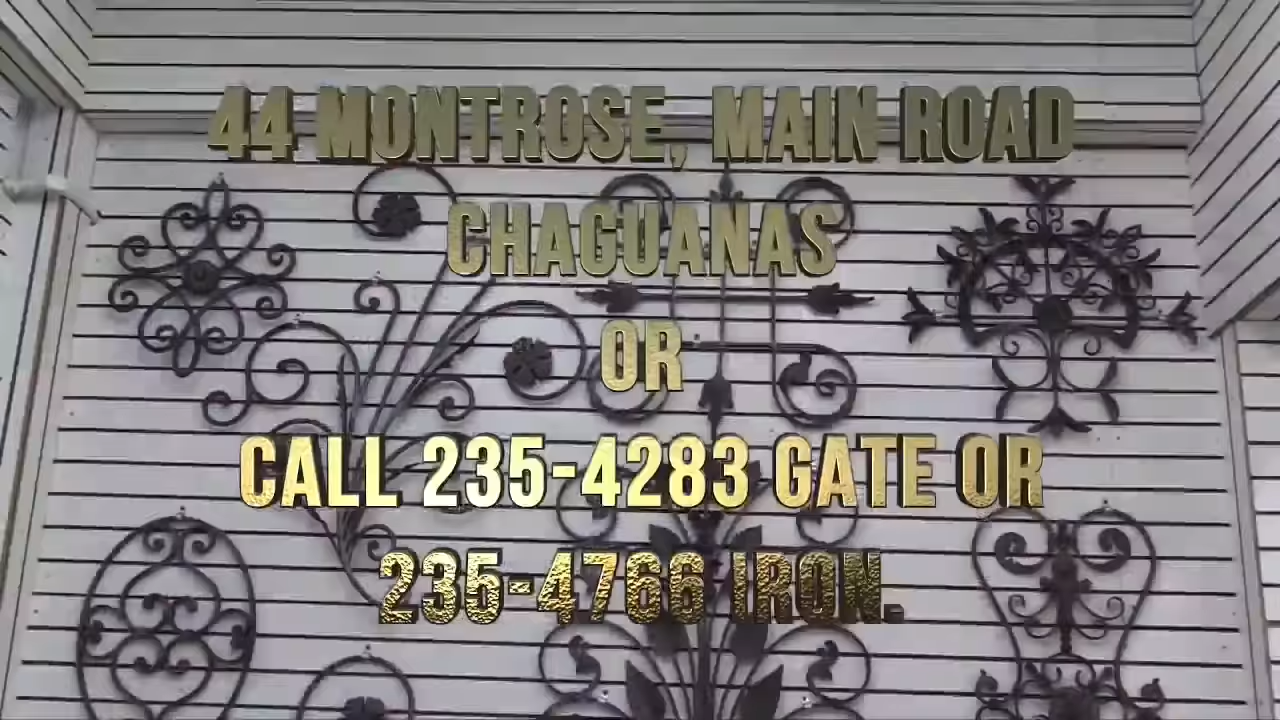 44 MONTROSE, MAIN ROAD
CHAGUANAS
OR
CALL 235-4283 GATE OR
235-4766 IRON.